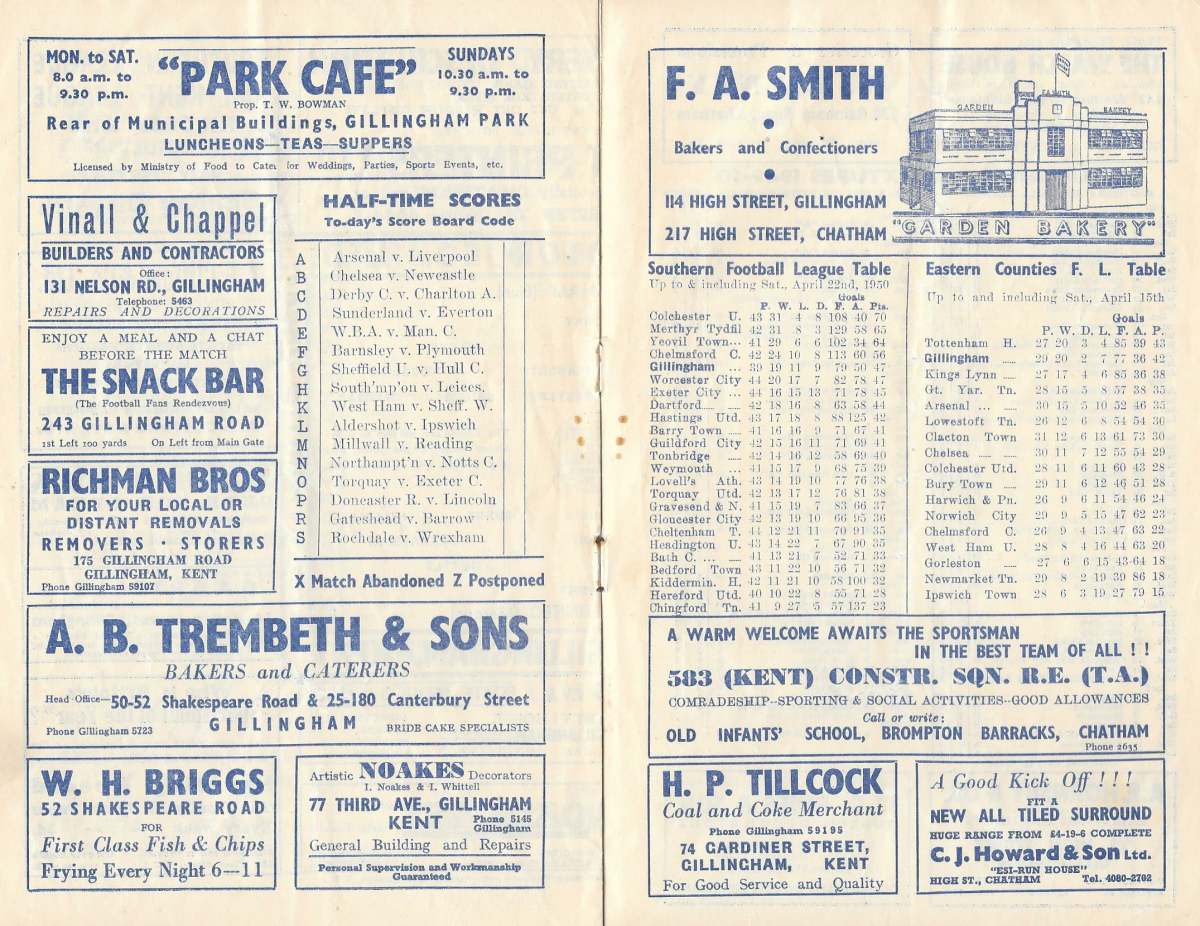 MON. to SAT.
8.0 a.m. to
9.30 p.m.
"PARK CAFE"
Prop. T. W. BOWMAN
SUNDAYS
10.30 a.m. to
9.30 p.m.
Rear of Municipal Buildings, GILLINGHAM PARK
LUNCHEONS—TEAS—SUPPERS
Licensed by Ministry of Food to Cater for Weddings, Parties, Sports Events, etc.
Vinall & Chappel
BUILDERS AND CONTRACTORS
Office:
131 NELSON RD., GILLINGHAM
Telephone: 5463
REPAIRS AND DECORATIONS
ENJOY A MEAL AND A CHAT
BEFORE THE MATCH
THE SNACK BAR
(The Football Fans Rendezvous)
243 GILLINGHAM ROAD
1st Left 100 yards On Left from Main Gate
RICHMAN BROS
FOR YOUR LOCAL OR
DISTANT REMOVALS
REMOVERS · STORERS
175 GILLINGHAM ROAD
GILLINGHAM, KENT
Phone Gillingham 59107
HALF-TIME SCORES
To-day's Score Board Code
A Arsenal v. Liverpool
B Chelsea v. Newcastle
C Derby C. v. Charlton A.
D Sunderland v. Everton
E W.B.A. v. Man. C.
F Barnsley v. Plymouth
G Sheffield U. v. Hull C.
H South'mp'on v. Leices.
K West Ham v. Sheff. W.
L Aldershot v. Ipswich
M Millwall v. Reading
N Northampt'n v. Notts C.
O Torquay v. Exeter C.
P Doncaster R. v. Lincoln
R Gateshead v. Barrow
S Rochdale v. Wrexham
X Match Abandoned Z Postponed
A. B. TREMBETH & SONS
BAKERS and CATERERS
Head Office—50-52 Shakespeare Road & 25-180 Canterbury Street
GILLINGHAM
Phone Gillingham 5723
BRIDE CAKE SPECIALISTS
W. H. BRIGGS
52 SHAKESPEARE ROAD
FOR
First Class Fish & Chips
Frying Every Night 6—11
Artistic NOAKES Decorators
I. Noakes & I. Whittell
77 THIRD AVE., GILLINGHAM
KENT Phone 5145
Gillingham
General Building and Repairs
Personal Supervision and Workmanship
Guaranteed
F. A. SMITH
Bakers and Confectioners
114 HIGH STREET, GILLINGHAM
217 HIGH STREET, CHATHAM
GARDEN F.A. SMITH BAKERY
"GARDEN BAKERY"
Southern Football League Table
Up to & including Sat., April 22nd, 1950
Goals
P. W. L. D. F. A. Pts.
Colchester U. 43 31 4 8 108 40 70
Merthyr Tydfil 42 31 8 3 129 58 65
Yeovil Town... 41 29 6 6 102 34 64
Chelmsford C. 42 24 10 8 113 60 56
Gillingham ... 39 19 11 9 79 50 47
Worcester City 44 20 17 7 82 78 47
Exeter City ... 44 16 15 13 71 78 45
Dartford 42 18 16 8 63 58 44
Hastings Utd. 43 17 18 8 88 125 42
Barry Town 41 16 16 9 71 67 41
Guildford City 42 15 16 11 71 69 41
Tonbridge 42 14 16 12 58 69 40
Weymouth ... 41 15 17 9 68 75 39
Lovell's Ath. 43 14 19 10 77 76 38
Torquay Utd. 42 13 17 12 76 81 38
Gravesend & N. 41 15 19 7 83 66 37
Gloucester City 42 13 19 10 66 95 36
Cheltenham T. 44 12 21 11 70 91 35
Headington U. 43 14 22 7 67 90 35
Bath C. ... 41 13 21 7 52 71 33
Bedford Town 43 11 22 10 56 71 32
Kiddermin. H. 42 11 21 10 58 100 32
Hereford Utd. 40 10 22 8 55 71 28
Chingford Tn. 41 9 27 5 57 137 23
Eastern Counties F. L. Table
Up to and including Sat., April 15th
Goals
P. W. D. L. F. A. P.
Tottenham H. 27 20 3 4 85 39 43
Gillingham 29 20 2 7 77 36 42
Kings Lynn 27 17 4 6 85 36 38
Gt. Yar. Tn. 28 15 5 8 57 38 35
Arsenal ... 30 15 5 10 52 46 35
Lowestoft Tn. 26 12 6 8 54 54 30
Clacton Town 31 12 6 13 61 73 30
Chelsea 30 11 7 12 55 54 29
Colchester Utd. 28 11 6 11 60 43 28
Bury Town 29 11 6 12 46 51 28
Harwich & Pn. 26 9 6 11 54 46 24
Norwich City 29 9 5 15 47 62 23
Chelmsford C. 26 9 4 13 47 63 22
West Ham U. 28 8 4 16 44 63 20
Gorleston 27 6 6 15 43 64 18
Newmarket Tn. 29 8 2 19 39 86 18
Ipswich Town 28 6 3 19 27 79 15
A WARM WELCOME AWAITS THE SPORTSMAN
IN THE BEST TEAM OF ALL ! !
583 (KENT) CONSTR. SQN. R.E. (T.A.)
COMRADESHIP--SPORTING & SOCIAL ACTIVITIES--GOOD ALLOWANCES
Call or write:
OLD INFANTS' SCHOOL, BROMPTON BARRACKS, CHATHAM
Phone 2635
H. P. TILLCOCK
Coal and Coke Merchant
Phone Gillingham 59195
74 GARDINER STREET,
GILLINGHAM, KENT
For Good Service and Quality
A Good Kick Off ! ! !
FIT A
NEW ALL TILED SURROUND
HUGE RANGE FROM £4-19-6 COMPLETE
C. J. Howard & Son Ltd.
"ESI-RUN HOUSE"
HIGH ST., CHATHAM Tel. 4080-2702